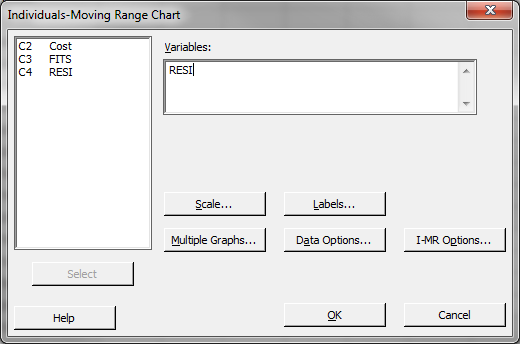 Individuals-Moving Range Chart
C2 Cost
C3 FITS
C4 RESI
Variables:
RESI
Scale...
Labels...
Multiple Graphs...
Data Options...
I-MR Options...
Select
Help
OK
Cancel